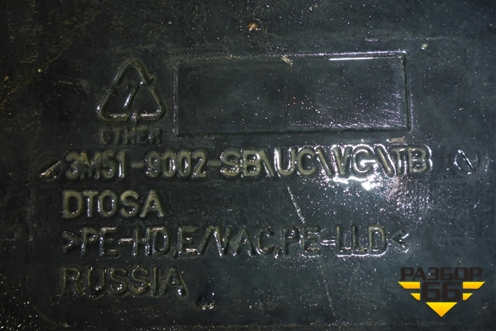 7
OTHER
3M51-9002-SB\UC\VG\TB
DTOSA
>PE-HD,E/VAC,PE-LLD<
RUSSIA
РАЗБОР
66